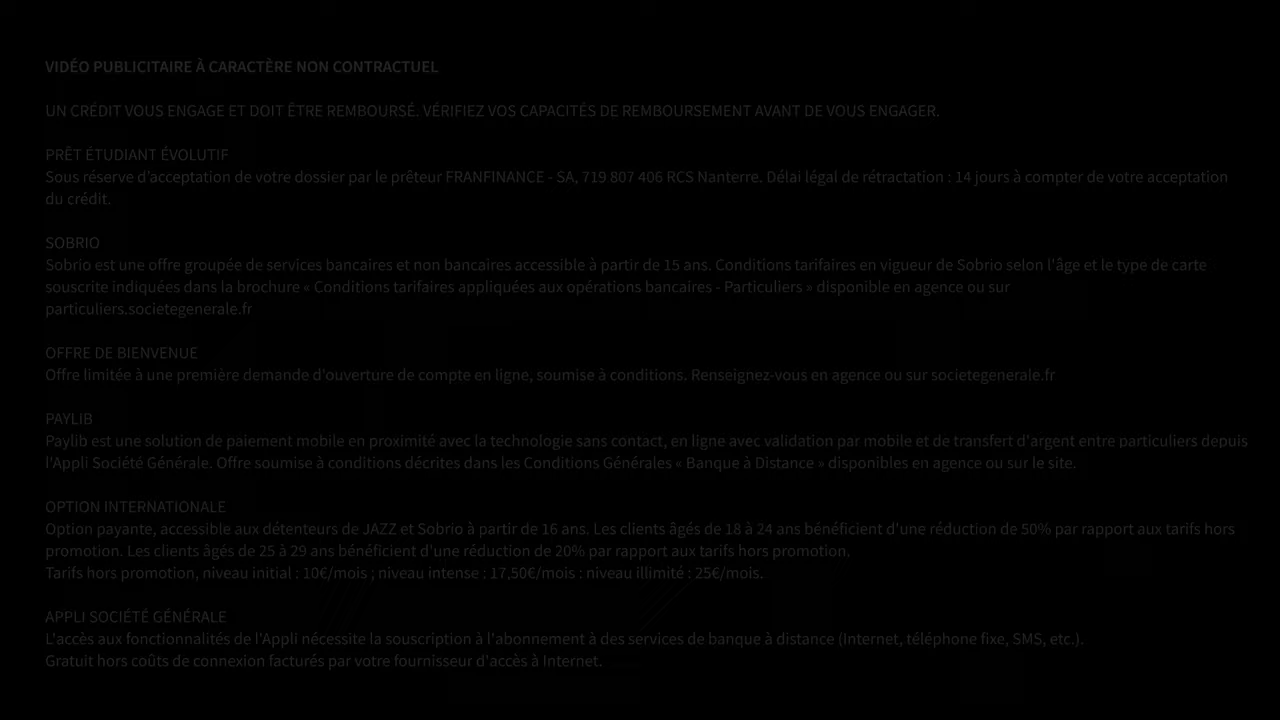 VIDÉO PUBLICITAIRE À CARACTÈRE NON CONTRACTUEL
UN CRÉDIT VOUS ENGAGE ET DOIT ÊTRE REMBOURSÉ. VÉRIFIEZ VOS CAPACITÉS DE REMBOURSEMENT AVANT DE VOUS ENGAGER.
PRÊT ÉTUDIANT ÉVOLUTIF
Sous réserve d'acceptation de votre dossier par le prêteur FRANFINANCE - SA, 719 807 406 RCS Nanterre. Délai légal de rétractation : 14 jours à compter de votre acceptation
du crédit.
SOBRIO
Sobrio est une offre groupée de services bancaires et non bancaires accessible à partir de 15 ans. Conditions tarifaires en vigueur de Sobrio selon l'âge et le type de carte
souscrite indiquées dans la brochure « Conditions tarifaires appliquées aux opérations bancaires - Particuliers » disponible en agence ou sur
particuliers.societegenerale.fr
OFFRE DE BIENVENUE
Offre limitée à une première demande d'ouverture de compte en ligne, soumise à conditions. Renseignez-vous en agence ou sur societegenerale.fr
PAYLIB
Paylib est une solution de paiement mobile en proximité avec la technologie sans contact, en ligne avec validation par mobile et de transfert d'argent entre particuliers depuis
l'Appli Société Générale. Offre soumise à conditions décrites dans les Conditions Générales « Banque à Distance » disponibles en agence ou sur le site.
OPTION INTERNATIONALE
Option payante, accessible aux détenteurs de JAZZ et Sobrio à partir de 16 ans. Les clients âgés de 18 à 24 ans bénéficient d'une réduction de 50% par rapport aux tarifs hors
promotion. Les clients âgés de 25 à 29 ans bénéficient d'une réduction de 20% par rapport aux tarifs hors promotion.
Tarifs hors promotion, niveau initial : 10€/mois ; niveau intense : 17,50€/mois : niveau illimité : 25€/mois.
APPLI SOCIÉTÉ GÉNÉRALE
L'accès aux fonctionnalités de l'Appli nécessite la souscription à l'abonnement à des services de banque à distance (Internet, téléphone fixe, SMS, etc.).
Gratuit hors coûts de connexion facturés par votre fournisseur d'accès à Internet.